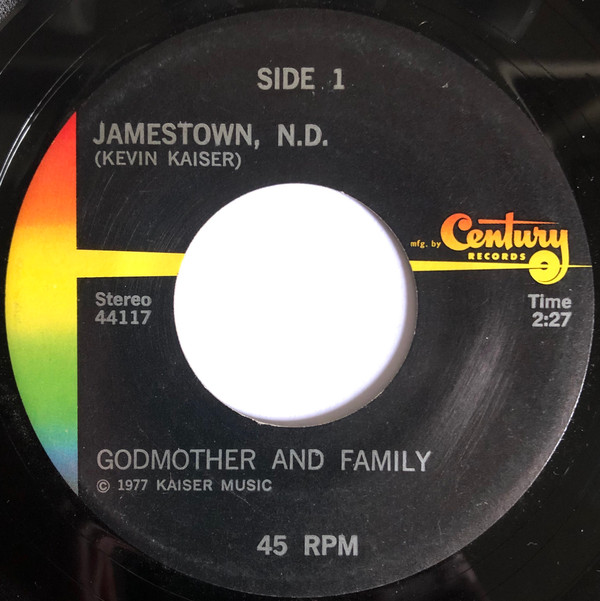 SIDE 1
JAMESTOWN, N.D.
(KEVIN KAISER)
mfg. by Century
RECORDS
Stereo
44117
Time
2:27
GODMOTHER AND FAMILY
© 1977 KAISER MUSIC
45 RPM